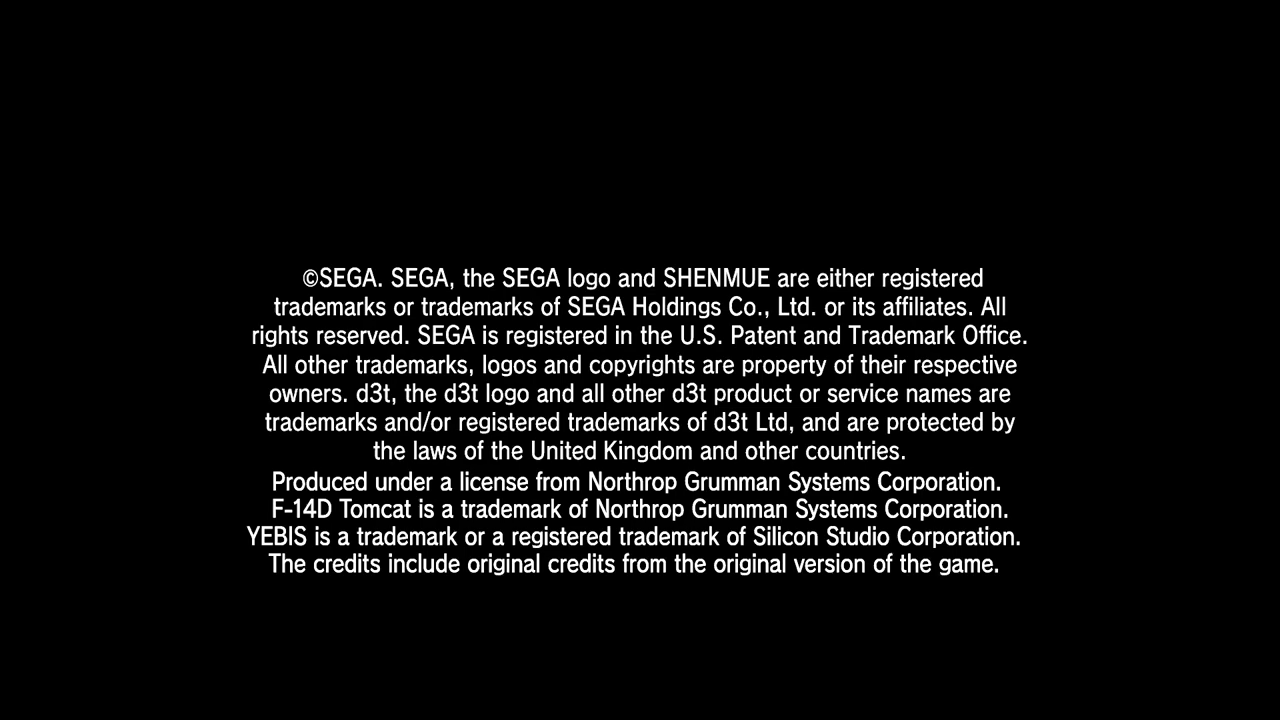 ©SEGA. SEGA, the SEGA logo and SHENMUE are either registered
trademarks or trademarks of SEGA Holdings Co., Ltd. or its affiliates. All
rights reserved. SEGA is registered in the U.S. Patent and Trademark Office.
All other trademarks, logos and copyrights are property of their respective
owners. d3t, the d3t logo and all other d3t product or service names are
trademarks and/or registered trademarks of d3t Ltd, and are protected by
the laws of the United Kingdom and other countries.
Produced under a license from Northrop Grumman Systems Corporation.
F-14D Tomcat is a trademark of Northrop Grumman Systems Corporation.
YEBIS is a trademark or a registered trademark of Silicon Studio Corporation.
The credits include original credits from the original version of the game.